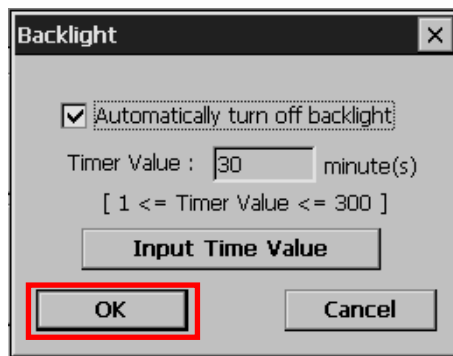 Backlight
Automatically turn off backlight
Timer Value : 30 minute(s)
[ 1 <= Timer Value <= 300 ]
Input Time Value
OK Cancel